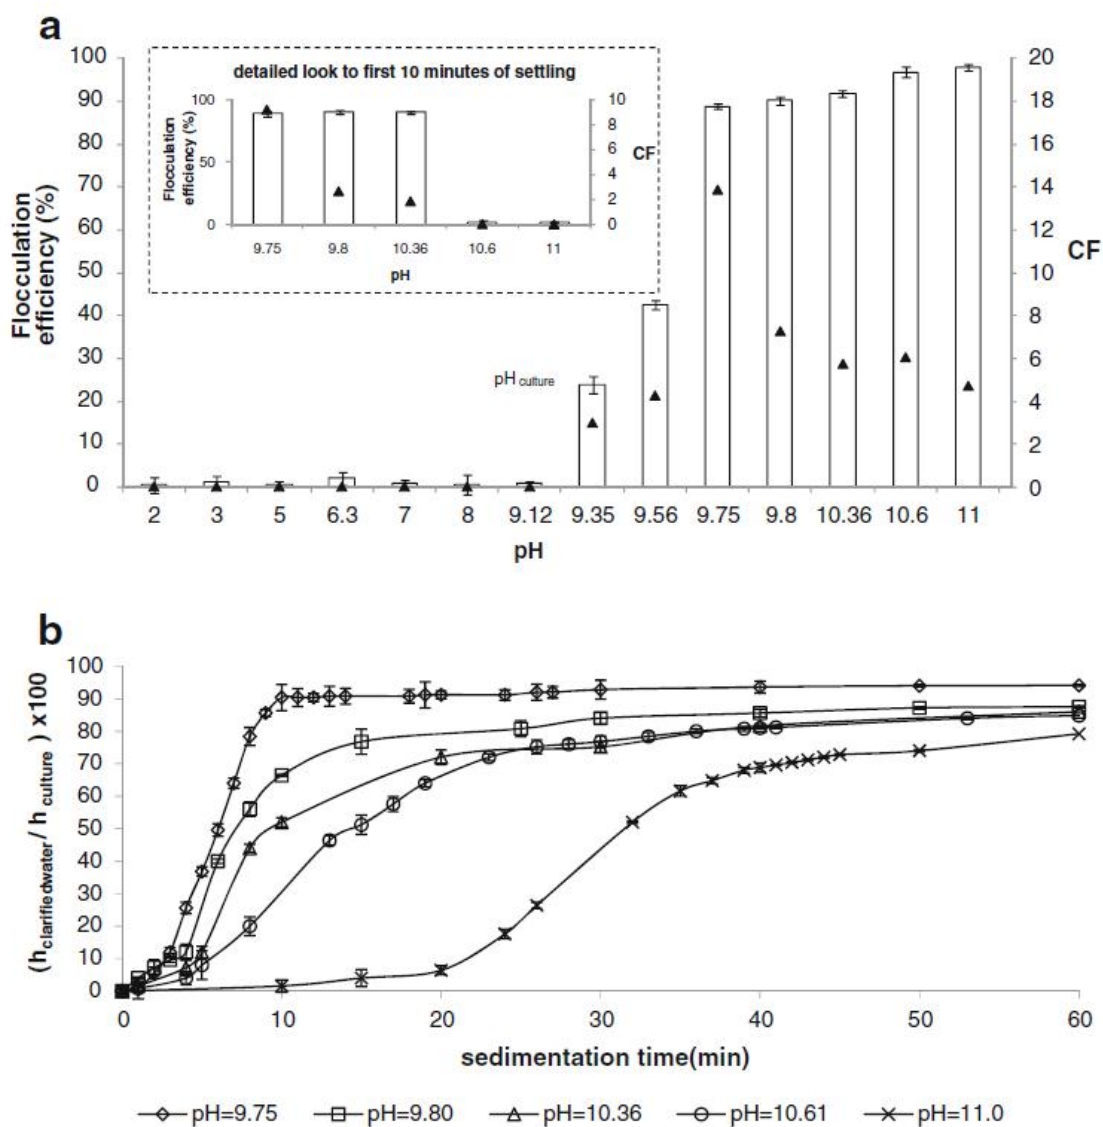 a
detailed look to first 10 minutes of settling
Flocculation efficiency (%)
100
50
0
CF
10
8
6
4
2
0
9.75 9.8 10.36 10.6 11
pH
Flocculation efficiency (%)
100
90
80
70
60
50
40
30
20
10
0
CF
20
18
16
14
12
10
8
6
4
2
0
pH culture
2 3 5 6.3 7 8 9.12 9.35 9.56 9.75 9.8 10.36 10.6 11
pH
b
(h clarifiedwater / h culture ) x100
100
90
80
70
60
50
40
30
20
10
0
0 10 20 30 40 50 60
sedimentation time(min)
pH=9.75 pH=9.80 pH=10.36 pH=10.61 pH=11.0